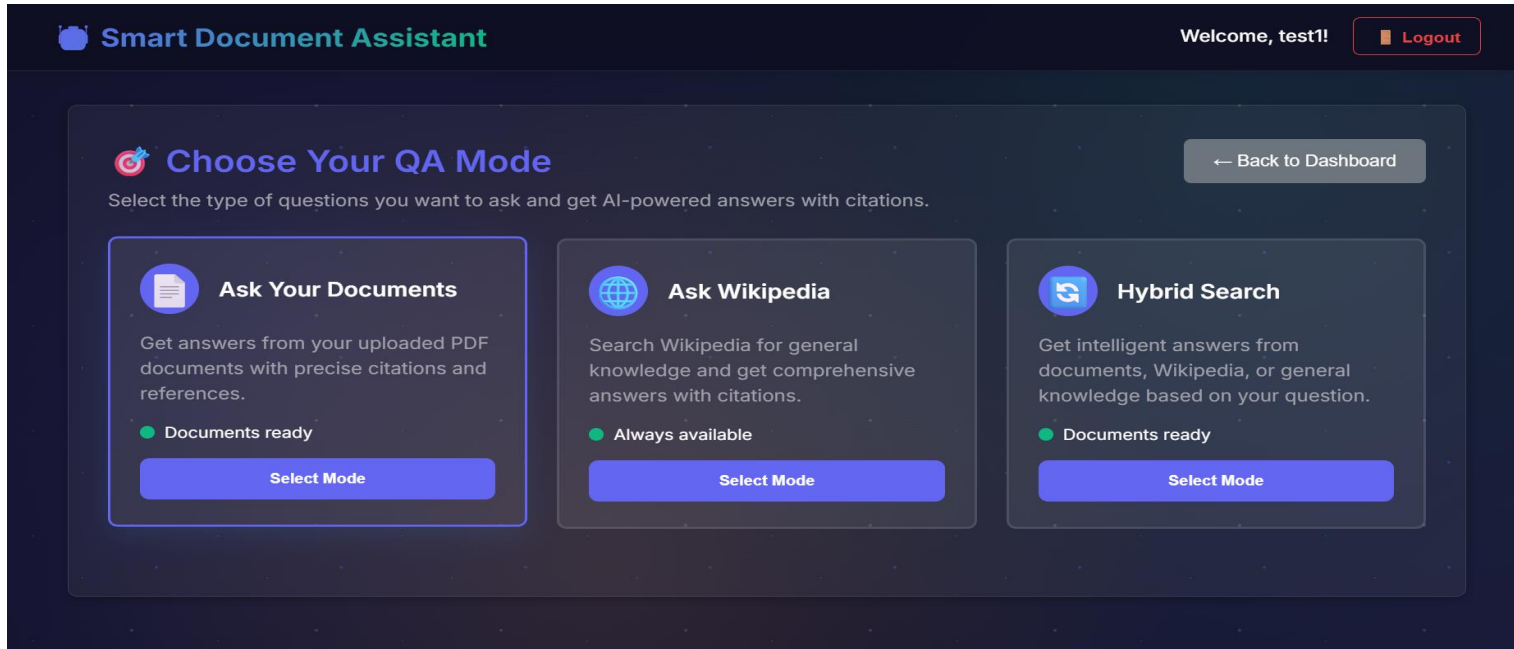 Smart Document Assistant
Welcome, test1!
Logout
Choose Your QA Mode
← Back to Dashboard
Select the type of questions you want to ask and get AI-powered answers with citations.
Ask Your Documents
Get answers from your uploaded PDF
documents with precise citations and
references.
Documents ready
Select Mode
Ask Wikipedia
Search Wikipedia for general
knowledge and get comprehensive
answers with citations.
Always available
Select Mode
Hybrid Search
Get intelligent answers from
documents, Wikipedia, or general
knowledge based on your question.
Documents ready
Select Mode